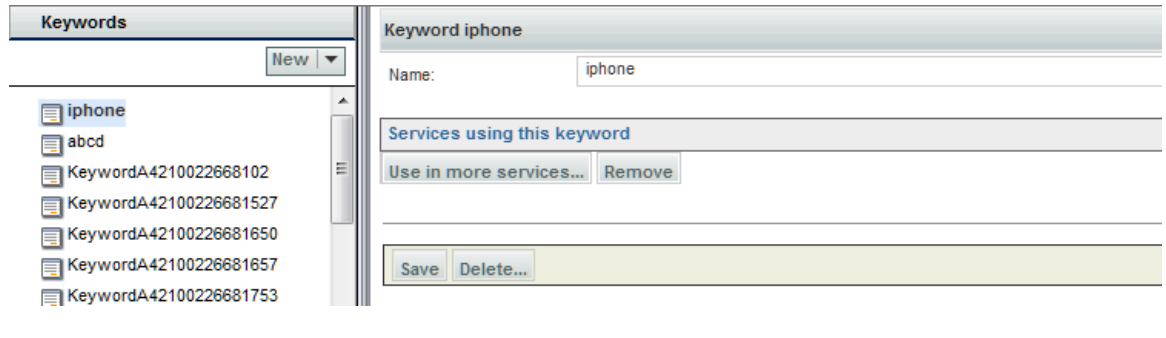 Keywords
New
iphone
abcd
KeywordA4210022668102
KeywordA42100226681527
KeywordA42100226681650
KeywordA42100226681657
KeywordA42100226681753
Keyword iphone
Name: iphone
Services using this keyword
Use in more services... Remove
Save Delete...